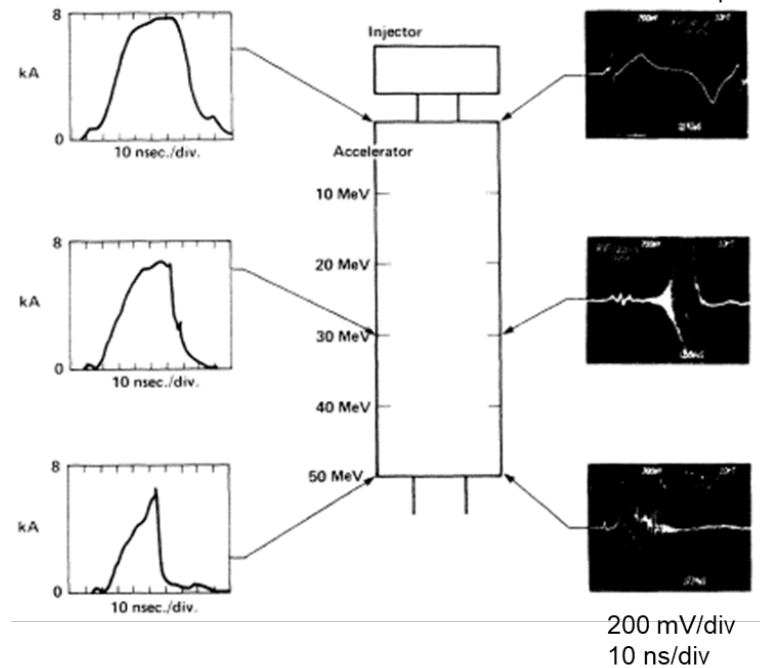 8
kA
0
10 nsec./div.
Injector
Accelerator
10 MeV
20 MeV
30 MeV
40 MeV
50 MeV
8
kA
0
10 nsec./div.
8
kA
0
10 nsec./div.
200 mV/div
10 ns/div